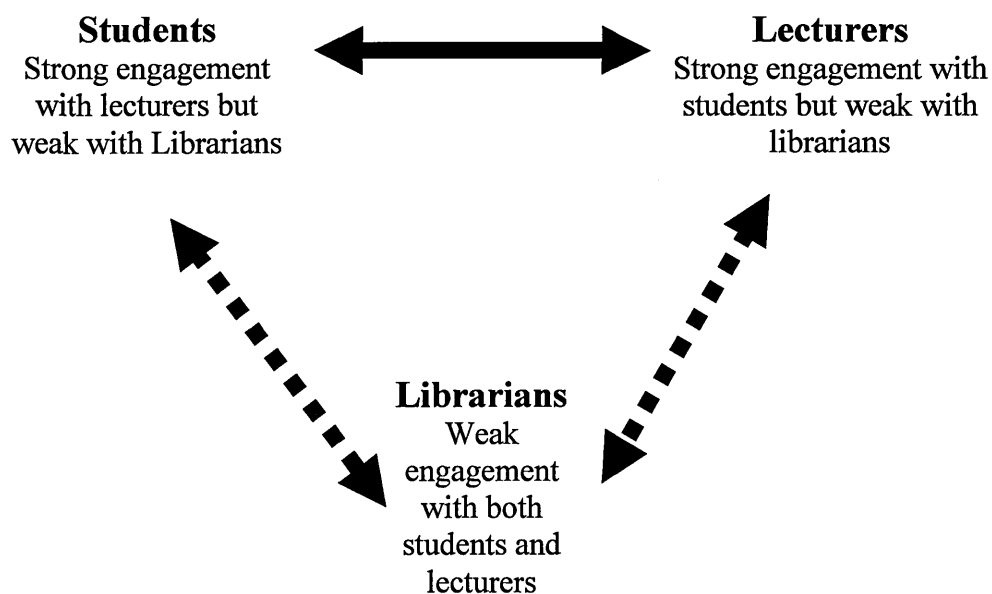 Students
Strong engagement
with lecturers but
weak with Librarians
Lecturers
Strong engagement with
students but weak with
librarians
Librarians
Weak
engagement
with both
students and
lecturers